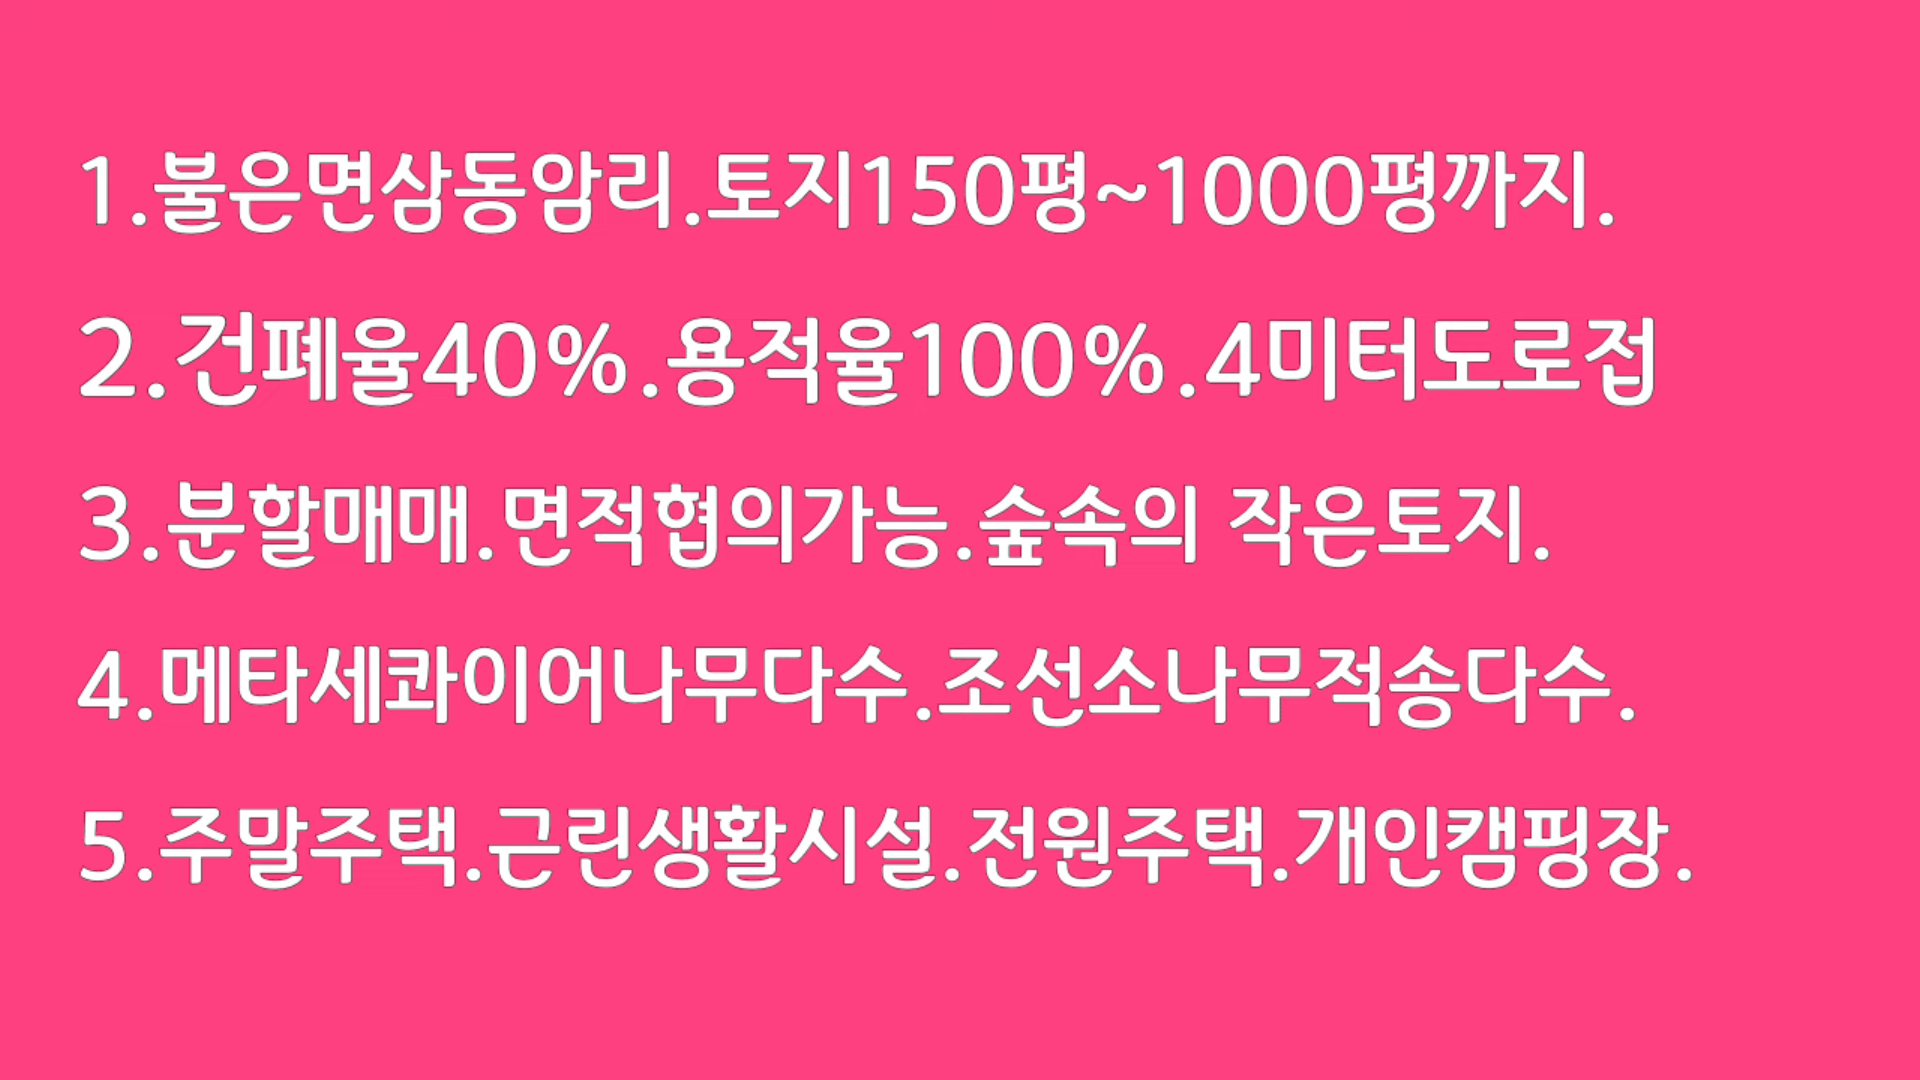 1.불은면삼동암리.토지150평~1000평까지.
2.건폐율40%.용적율100%.4미터도로접
3.분할매매.면적협의가능.숲속의 작은토지.
4.메타세콰이어나무다수.조선소나무적송다수.
5.주말주택.근린생활시설.전원주택.개인캠핑장.